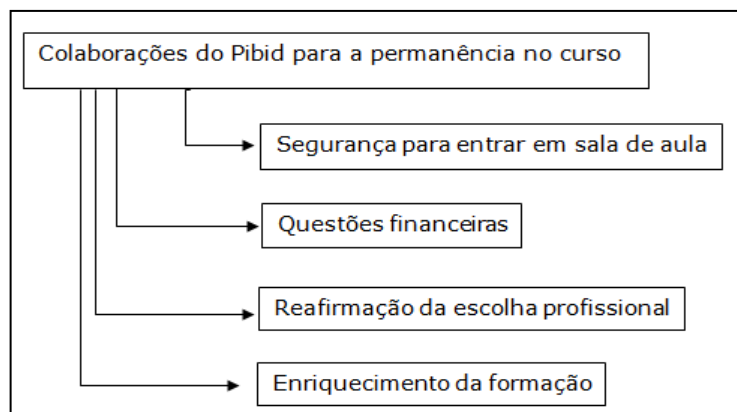 Colaborações do Pibid para a permanência no curso
Segurança para entrar em sala de aula
Questões financeiras
Reafirmação da escolha profissional
Enriquecimento da formação